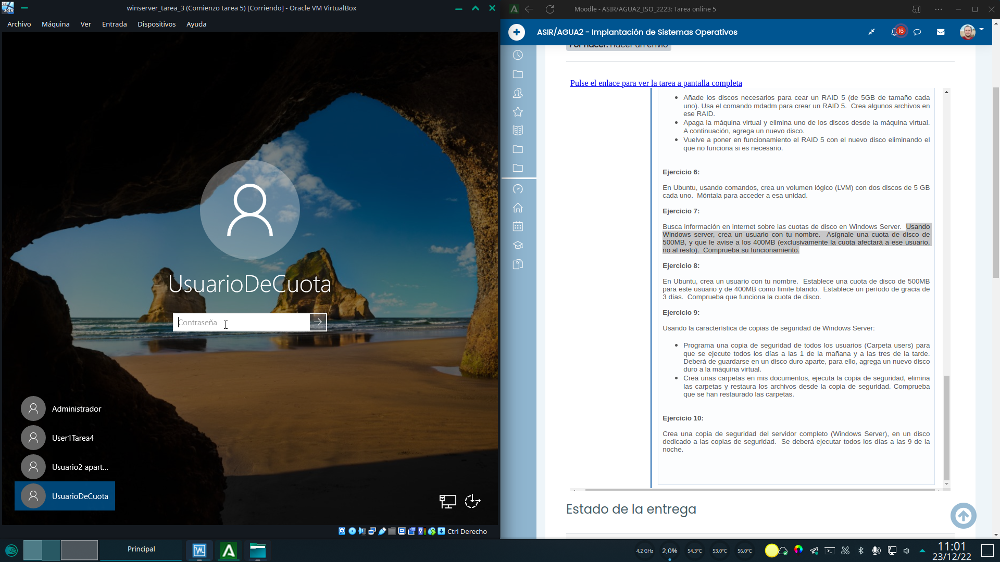 winserver_tarea_3 (Comienzo tarea 5) [Corriendo] - Oracle VM VirtualBox
Archivo Máquina Ver Entrada Dispositivos Ayuda
UsuarioDeCuota
Contraseña
Administrador
User1Tarea4
Usuario2 apart...
UsuarioDeCuota
Ctrl Derecho
Moodle - ASIR/AGUA2_ISO_2223: Tarea online 5
ASIR/AGUA2 - Implantación de Sistemas Operativos
16
Por hacer: Hacer un envío
Pulse el enlace para ver la tarea a pantalla completa
Añade los discos necesarios para cear un RAID 5 (de 5GB de tamaño cada
uno). Usa el comando mdadm para crear un RAID 5. Crea algunos archivos en
ese RAID.
Apaga la máquina virtual y elimina uno de los discos desde la máquina virtual.
A continuación, agrega un nuevo disco.
Vuelve a poner en funcionamiento el RAID 5 con el nuevo disco eliminando el
que no funciona si es necesario.
Ejercicio 6:
En Ubuntu, usando comandos, crea un volumen lógico (LVM) con dos discos de 5 GB
cada uno. Móntala para acceder a esa unidad.
Ejercicio 7:
Busca información en internet sobre las cuotas de disco en Windows Server. Usando
Windows server, crea un usuario con tu nombre. Asígnale una cuota de disco de
500MB, y que le avise a los 400MB (exclusivamente la cuota afectará a ese usuario,
no al resto). Comprueba su funcionamiento.
Ejercicio 8:
En Ubuntu, crea un usuario con tu nombre. Establece una cuota de disco de 500MB
para este usuario y de 400MB como límite blando. Establece un período de gracia de
3 días. Comprueba que funciona la cuota de disco.
Ejercicio 9:
Usando la característica de copias de seguridad de Windows Server:
Programa una copia de seguridad de todos los usuarios (Carpeta users) para
que se ejecute todos los días a las 1 de la mañana y a las tres de la tarde.
Deberá de guardarse en un disco duro aparte, para ello, agrega un nuevo disco
duro a la máquina virtual.
Crea unas carpetas en mis documentos, ejecuta la copia de seguridad, elimina
las carpetas y restaura los archivos desde la copia de seguridad. Comprueba
que se han restaurado las carpetas.
Ejercicio 10:
Crea una copia de seguridad del servidor completo (Windows Server), en un disco
dedicado a las copias de seguridad. Se deberá ejecutar todos los días a las 9 de la
noche.
Estado de la entrega
Principal
4,2 GHz 2,0% 54,3°C 53,0°C 56,0°C
11:01
23/12/22